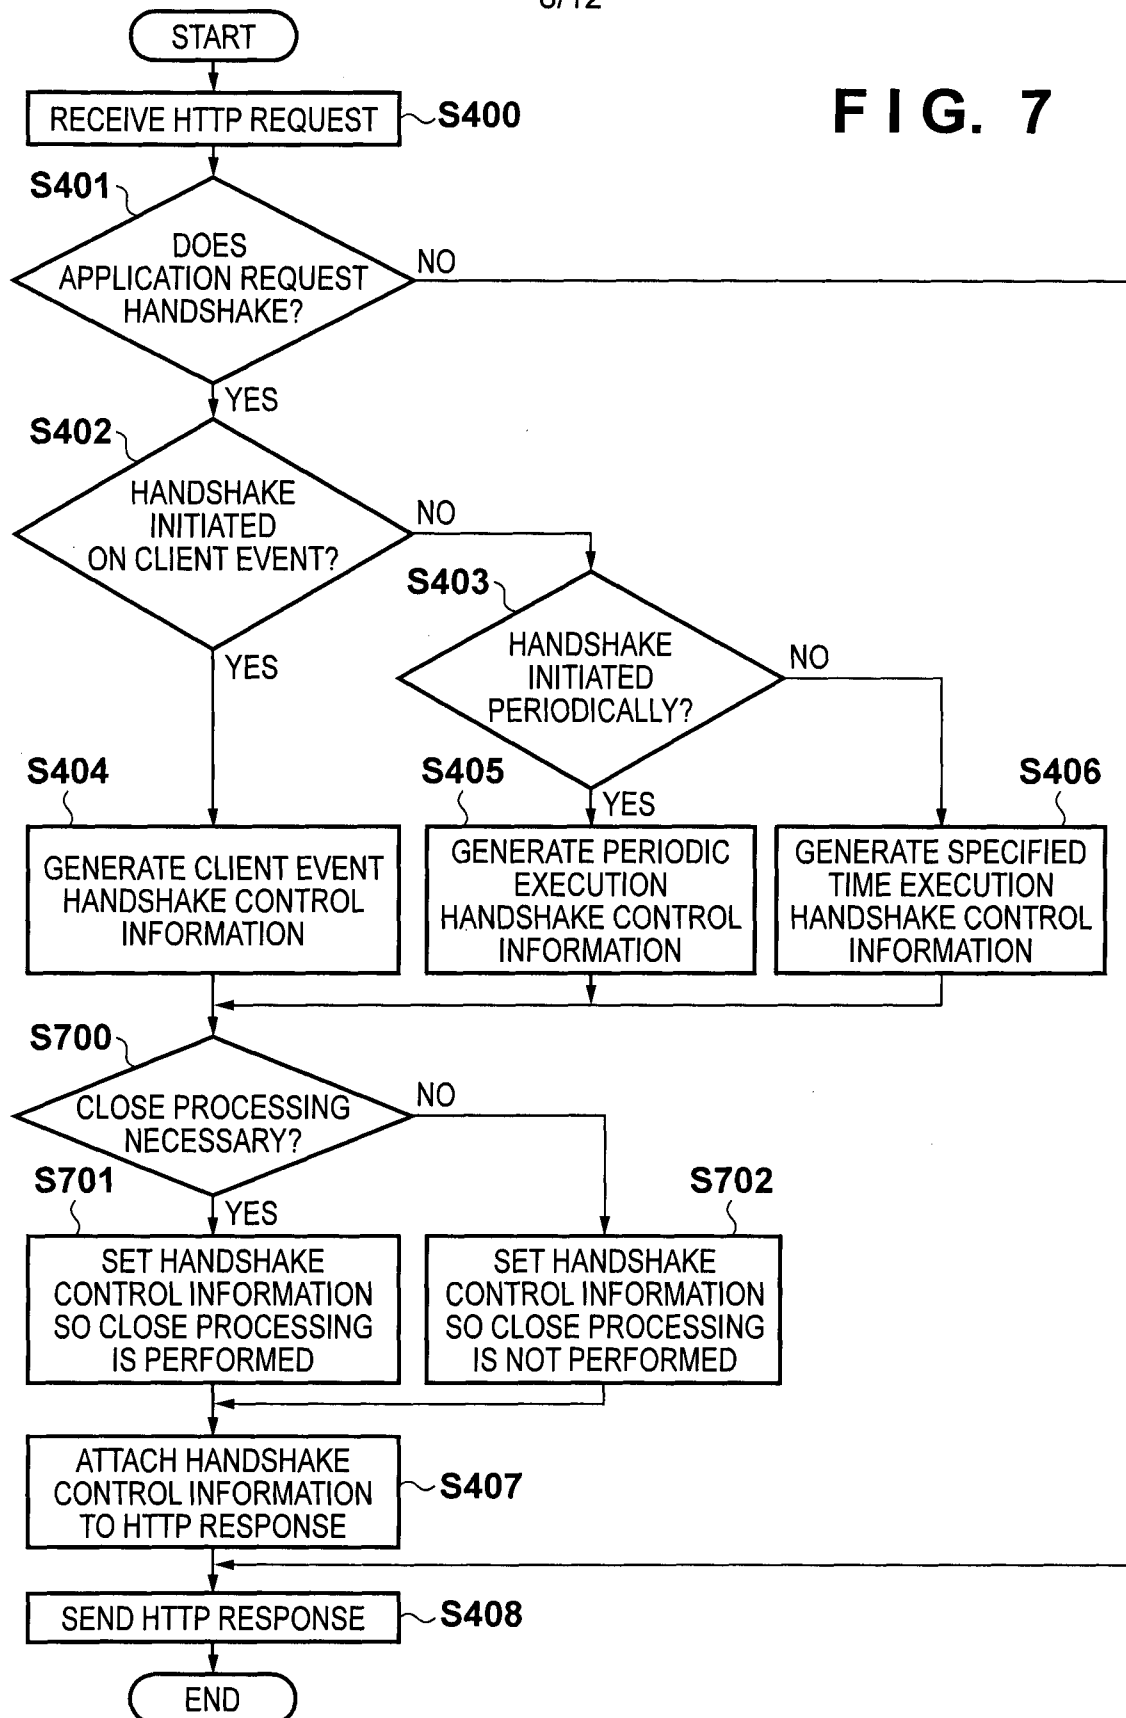 8/12
START
RECEIVE HTTP REQUEST
S400
FIG. 7
S401
DOES
APPLICATION REQUEST
HANDSHAKE?
NO
YES
S402
HANDSHAKE
INITIATED
ON CLIENT EVENT?
NO
YES
S403
HANDSHAKE
INITIATED
PERIODICALLY?
NO
YES
S404
GENERATE CLIENT EVENT
HANDSHAKE CONTROL
INFORMATION
S405
GENERATE PERIODIC
EXECUTION
HANDSHAKE CONTROL
INFORMATION
S406
GENERATE SPECIFIED
TIME EXECUTION
HANDSHAKE CONTROL
INFORMATION
S700
CLOSE PROCESSING
NECESSARY?
NO
YES
S701
SET HANDSHAKE
CONTROL INFORMATION
SO CLOSE PROCESSING
IS PERFORMED
S702
SET HANDSHAKE
CONTROL INFORMATION
SO CLOSE PROCESSING
IS NOT PERFORMED
ATTACH HANDSHAKE
CONTROL INFORMATION
TO HTTP RESPONSE
S407
SEND HTTP RESPONSE
S408
END